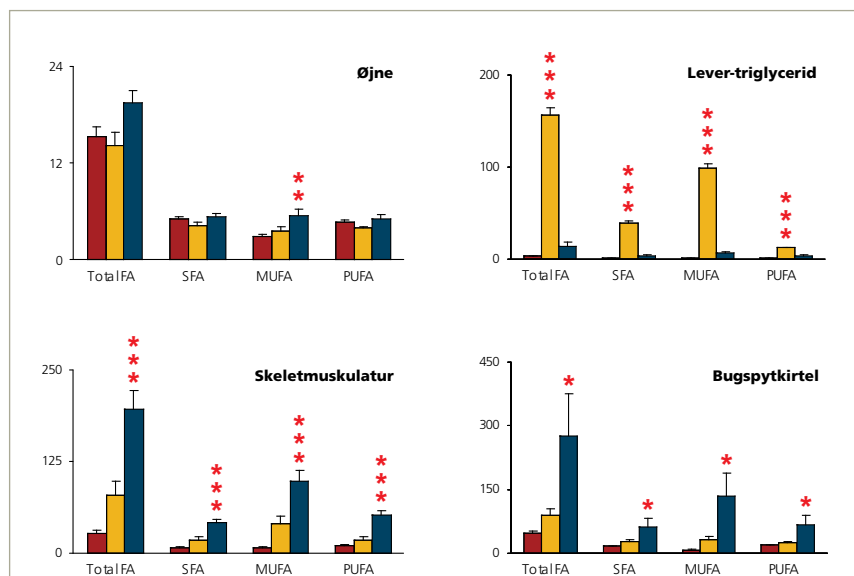 Øjne
24
12
0
Total FA SFA MUFA PUFA
Lever-triglycerid
200
100
0
*** *** *** ***
**
Total FA SFA MUFA PUFA
Skeletmuskulatur
250
125
0
*** *** *** ***
Total FA SFA MUFA PUFA
Bugspytkirtel
450
300
150
0
* * * *
Total FA SFA MUFA PUFA